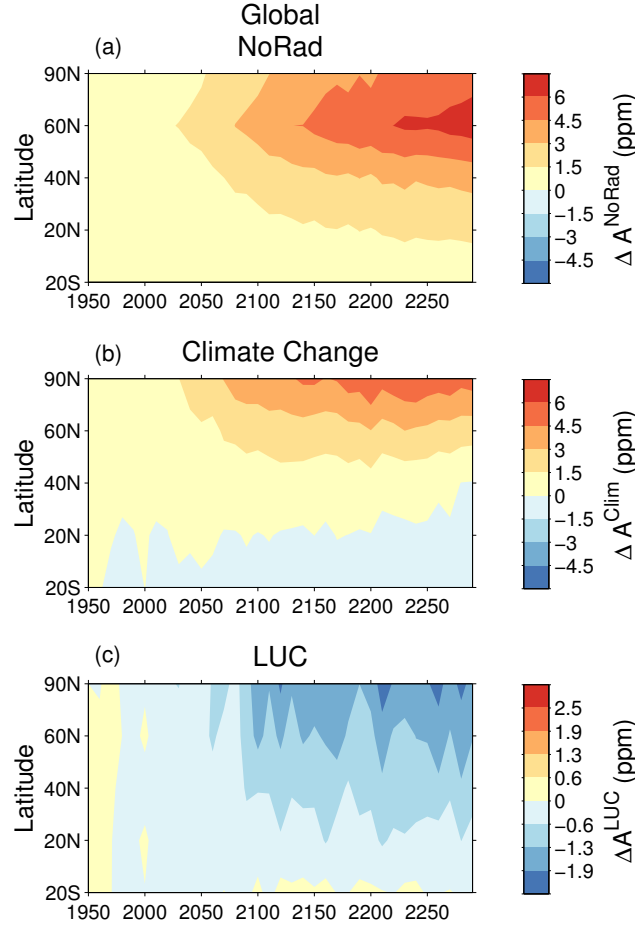 Global
NoRad
(a)
90N
60N
40N
20N
20S
Latitude
1950 2000 2050 2100 2150 2200 2250
6
4.5
3
1.5
0
−1.5
−3
−4.5
Δ A^NoRad (ppm)
(b)
Climate Change
90N
60N
40N
20N
20S
Latitude
1950 2000 2050 2100 2150 2200 2250
6
4.5
3
1.5
0
−1.5
−3
−4.5
Δ A^Clim (ppm)
(c)
LUC
90N
60N
40N
20N
20S
Latitude
1950 2000 2050 2100 2150 2200 2250
2.5
1.9
1.3
0.6
0
−0.6
−1.3
−1.9
ΔA^LUC (ppm)